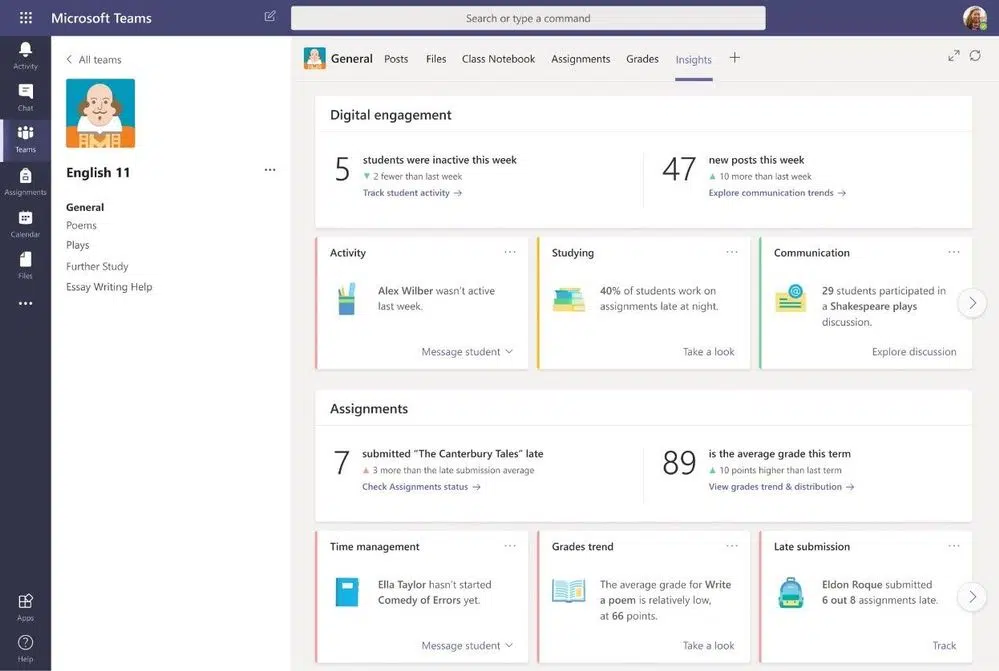 Microsoft Teams
Search or type a command
Activity
Chat
Teams
Assignments
Calendar
Files
Apps
Help
All teams
English 11
General
Poems
Plays
Further Study
Essay Writing Help
General Posts Files Class Notebook Assignments Grades Insights
Digital engagement
5
students were inactive this week
2 fewer than last week
Track student activity →
47
new posts this week
10 more than last week
Explore communication trends →
Activity
Alex Wilber wasn't active
last week.
Message student
Studying
40% of students work on
assignments late at night.
Take a look
Communication
29 students participated in
a Shakespeare plays
discussion.
Explore discussion
Assignments
7
submitted "The Canterbury Tales" late
3 more than the late submission average
Check Assignments status →
89
is the average grade this term
10 points higher than last term
View grades trend & distribution →
Time management
Ella Taylor hasn't started
Comedy of Errors yet.
Message student
Grades trend
The average grade for Write
a poem is relatively low,
at 66 points.
Take a look
Late submission
Eldon Roque submitted
6 out 8 assignments late.
Track